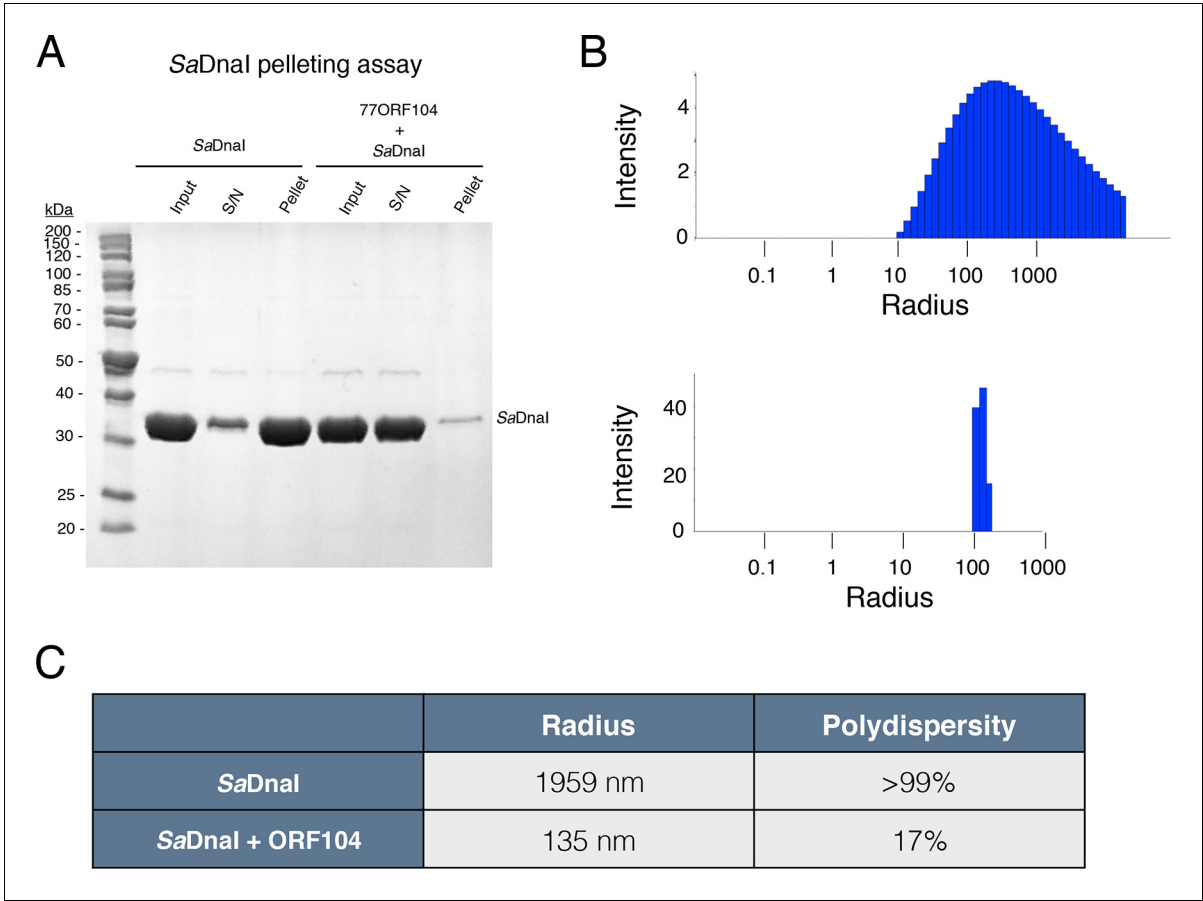 A
SaDnaI pelleting assay
77ORF104
+
SaDnaI
SaDnaI
Input
S/N
Pellet
Input
S/N
Pellet
kDa
200 -
150 -
120 -
100 -
85 -
70 -
60 -
50 -
40 -
30 -
25 -
20 -
SaDnaI
B
Intensity
4
2
0
0.1 1 10 100 1000
Radius
Intensity
40
20
0
0.1 1 10 100 1000
Radius
C
Radius Polydispersity
SaDnaI 1959 nm >99%
SaDnaI + ORF104 135 nm 17%